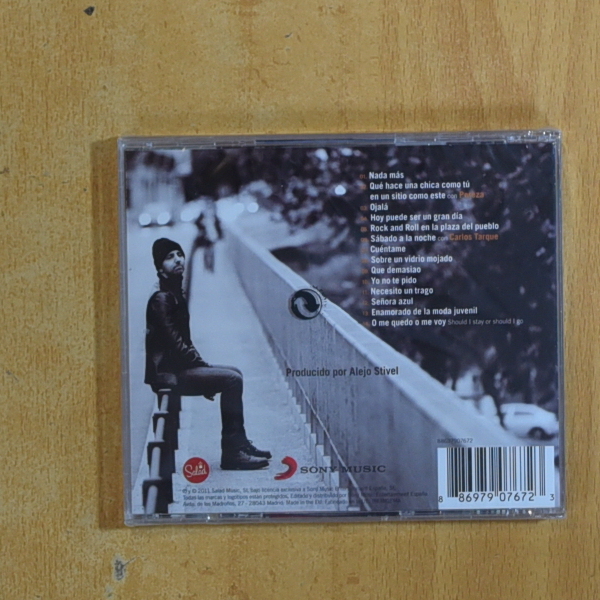 Nada más
Qué hace una chica como tú
en un sitio como este con Pereza
Ojalá
Hoy puede ser un gran día
Rock and Roll en la plaza del pueblo
Sábado a la noche con Carlos Tarque
Cuéntame
Sobre un vidrio mojado
Que demasiao
Yo no te pido
Necesito un trago
Señora azul
Enamorado de la moda juvenil
O me quedo o me voy Should I stay or should I go
Producido por Alejo Stivel
88697907672
Salad
SONY MUSIC
8 86979 07672 3